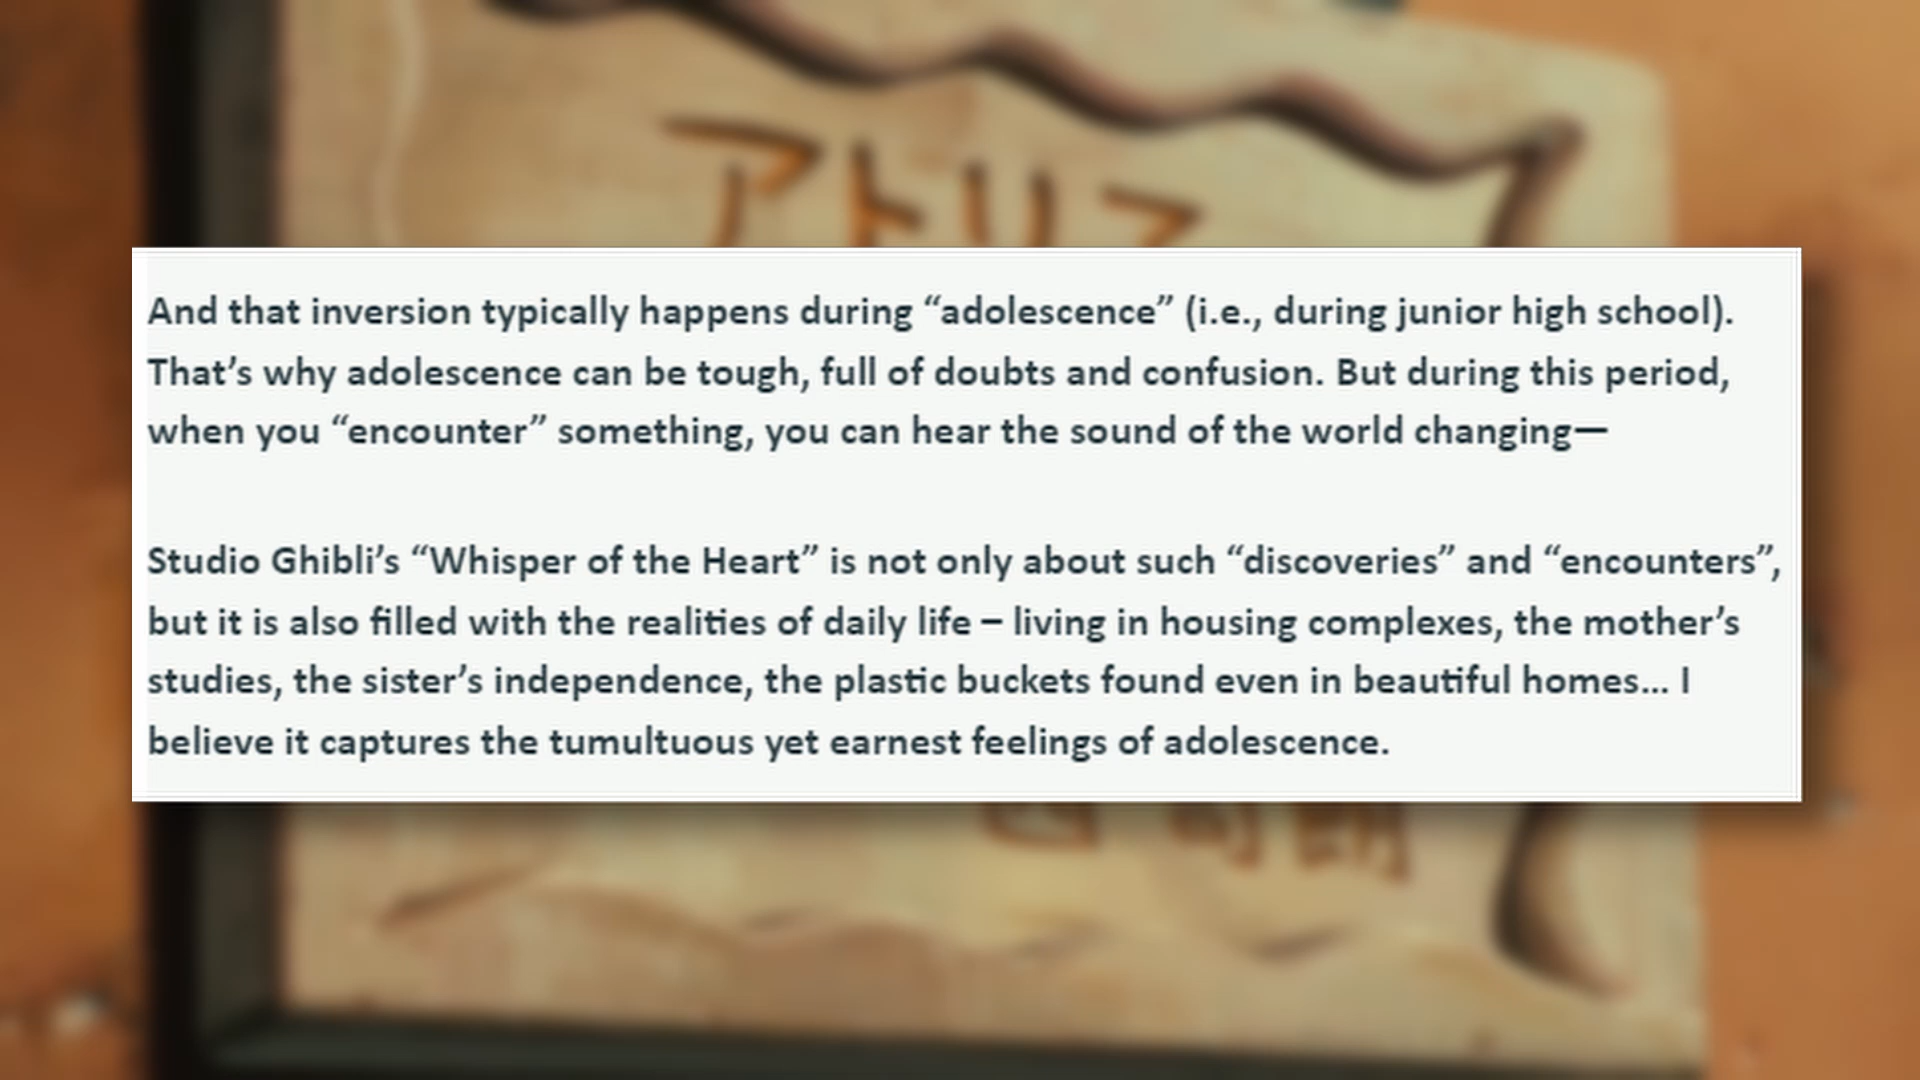 アトリエ
And that inversion typically happens during “adolescence” (i.e., during junior high school).
That’s why adolescence can be tough, full of doubts and confusion. But during this period,
when you “encounter” something, you can hear the sound of the world changing—
Studio Ghibli’s “Whisper of the Heart” is not only about such “discoveries” and “encounters”,
but it is also filled with the realities of daily life – living in housing complexes, the mother’s
studies, the sister’s independence, the plastic buckets found even in beautiful homes... I
believe it captures the tumultuous yet earnest feelings of adolescence.